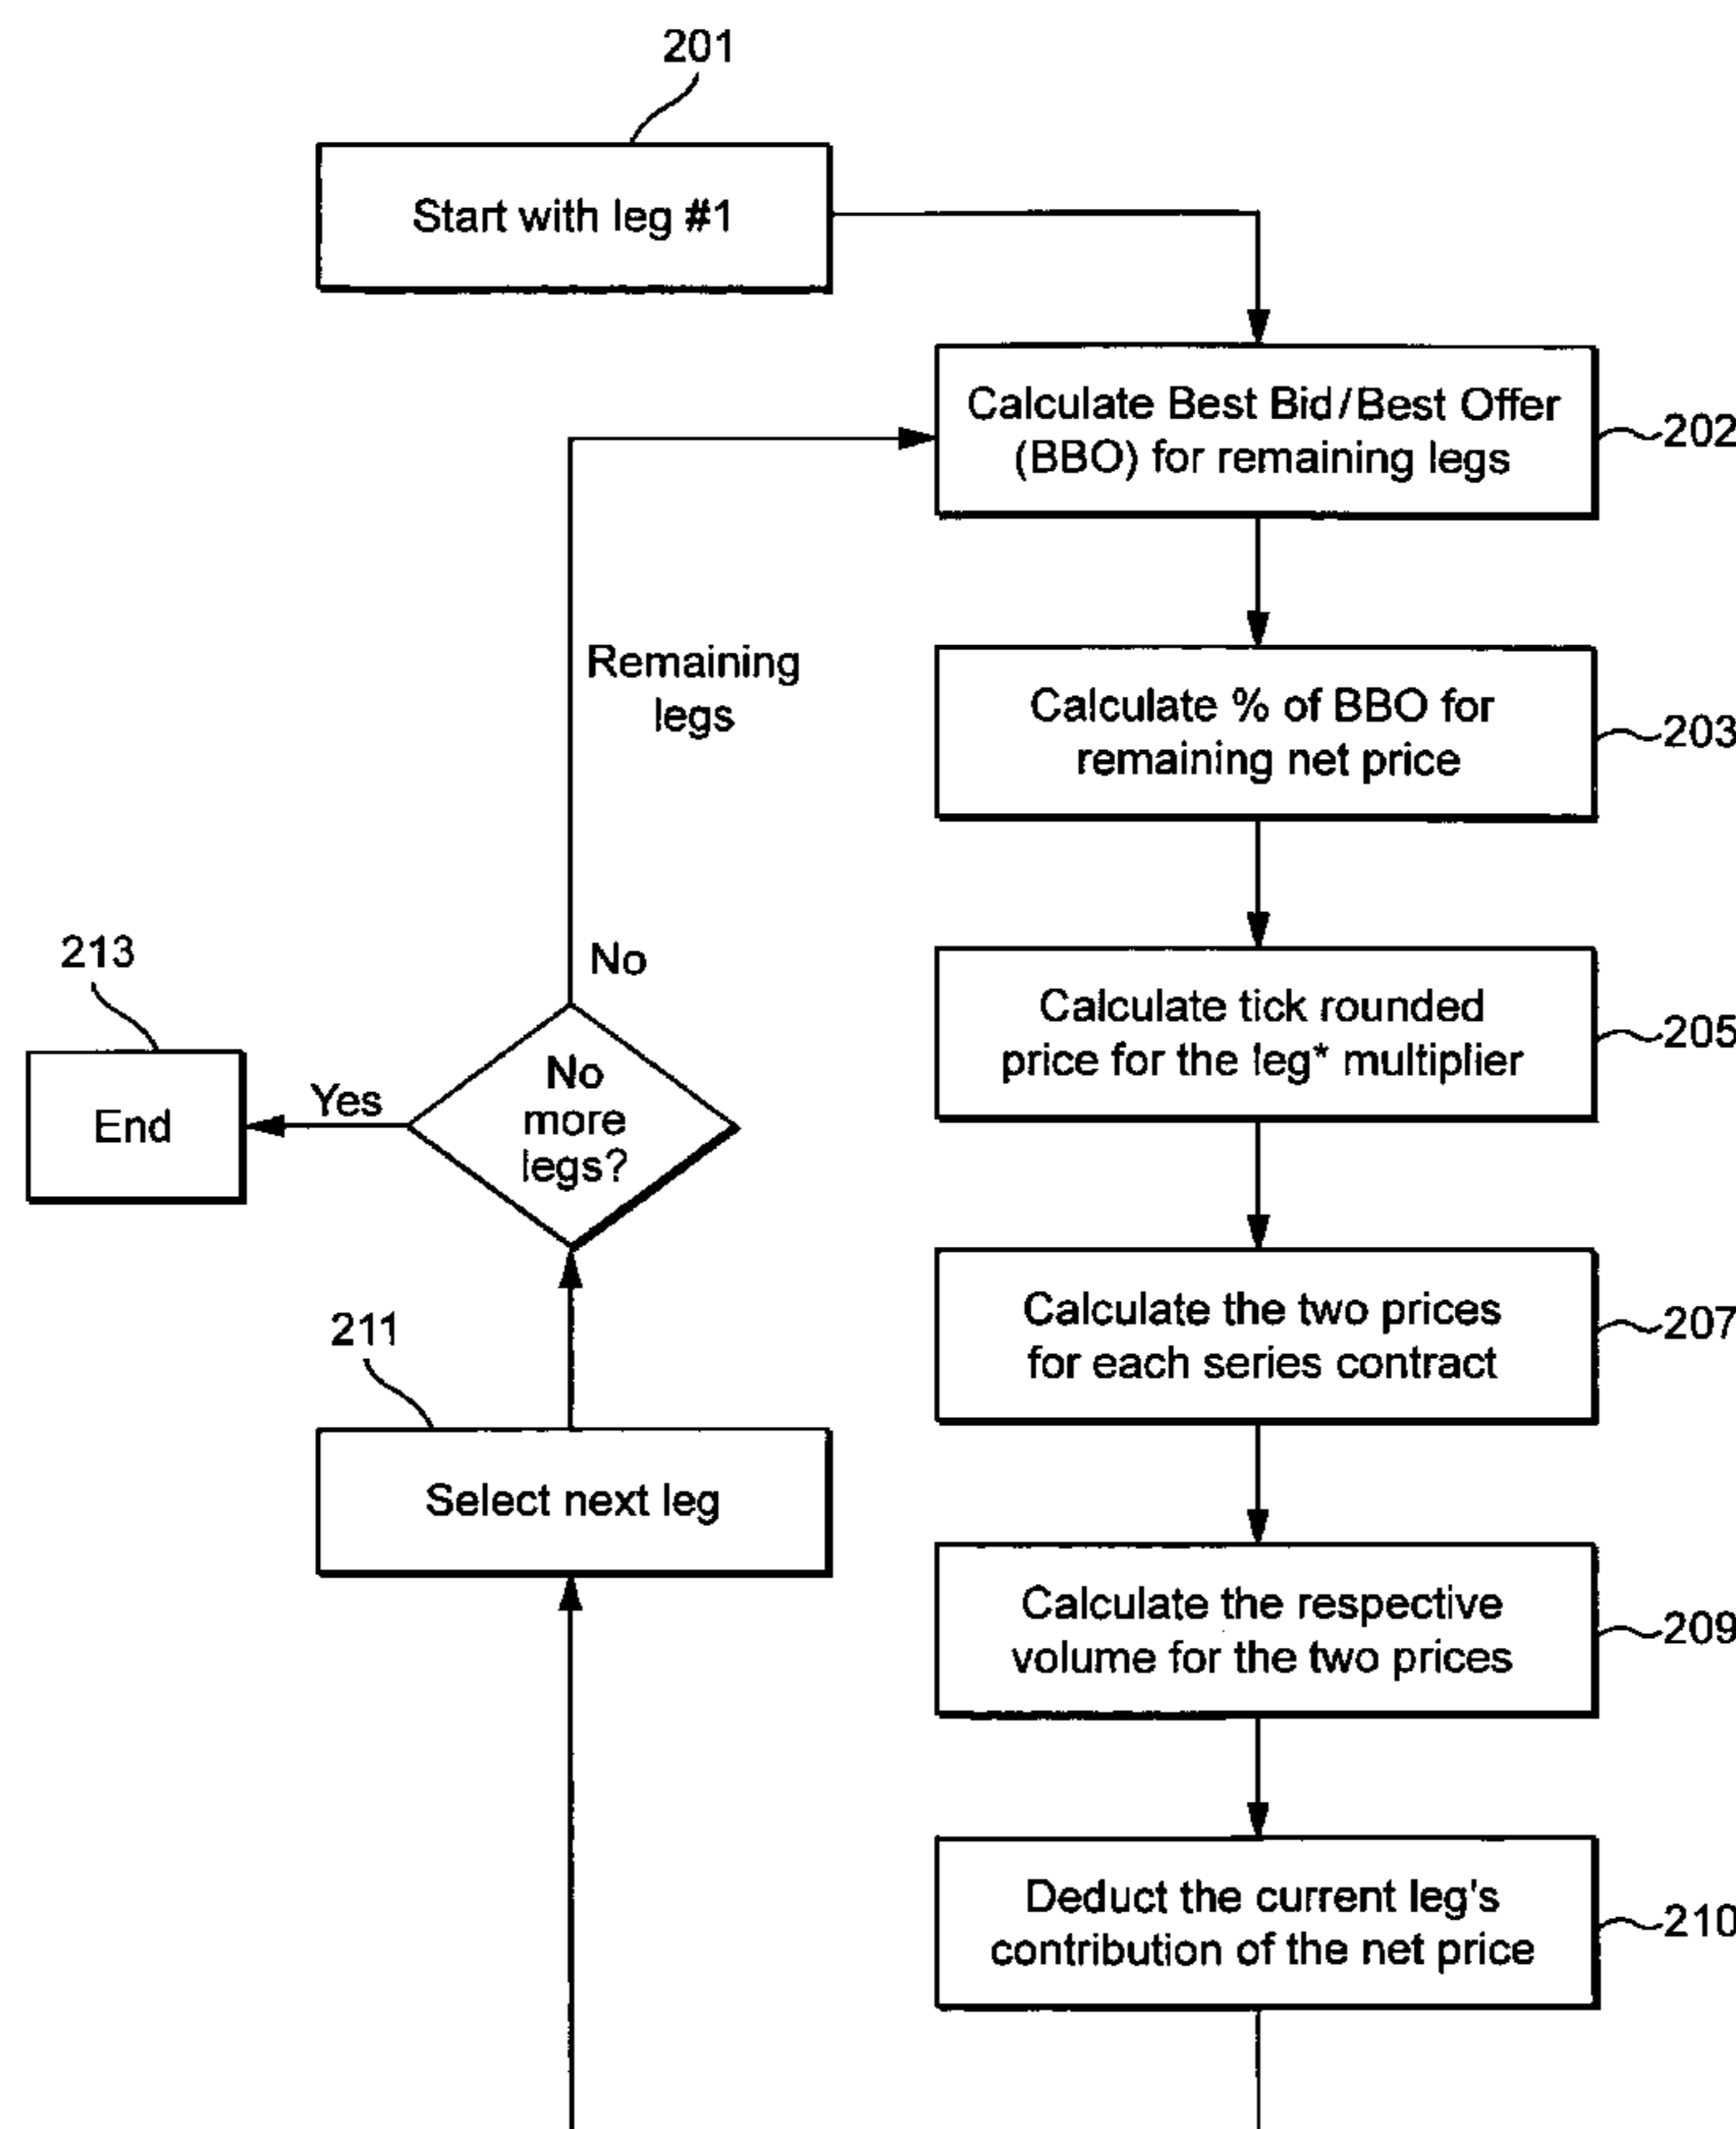 201
Start with leg #1
Calculate Best Bid/Best Offer
(BBO) for remaining legs
202
Remaining
legs
Calculate % of BBO for
remaining net price
203
213
No
Calculate tick rounded
price for the leg* multiplier
205
End
Yes
No
more
legs?
Calculate the two prices
for each series contract
207
211
Select next leg
Calculate the respective
volume for the two prices
209
Deduct the current leg's
contribution of the net price
210